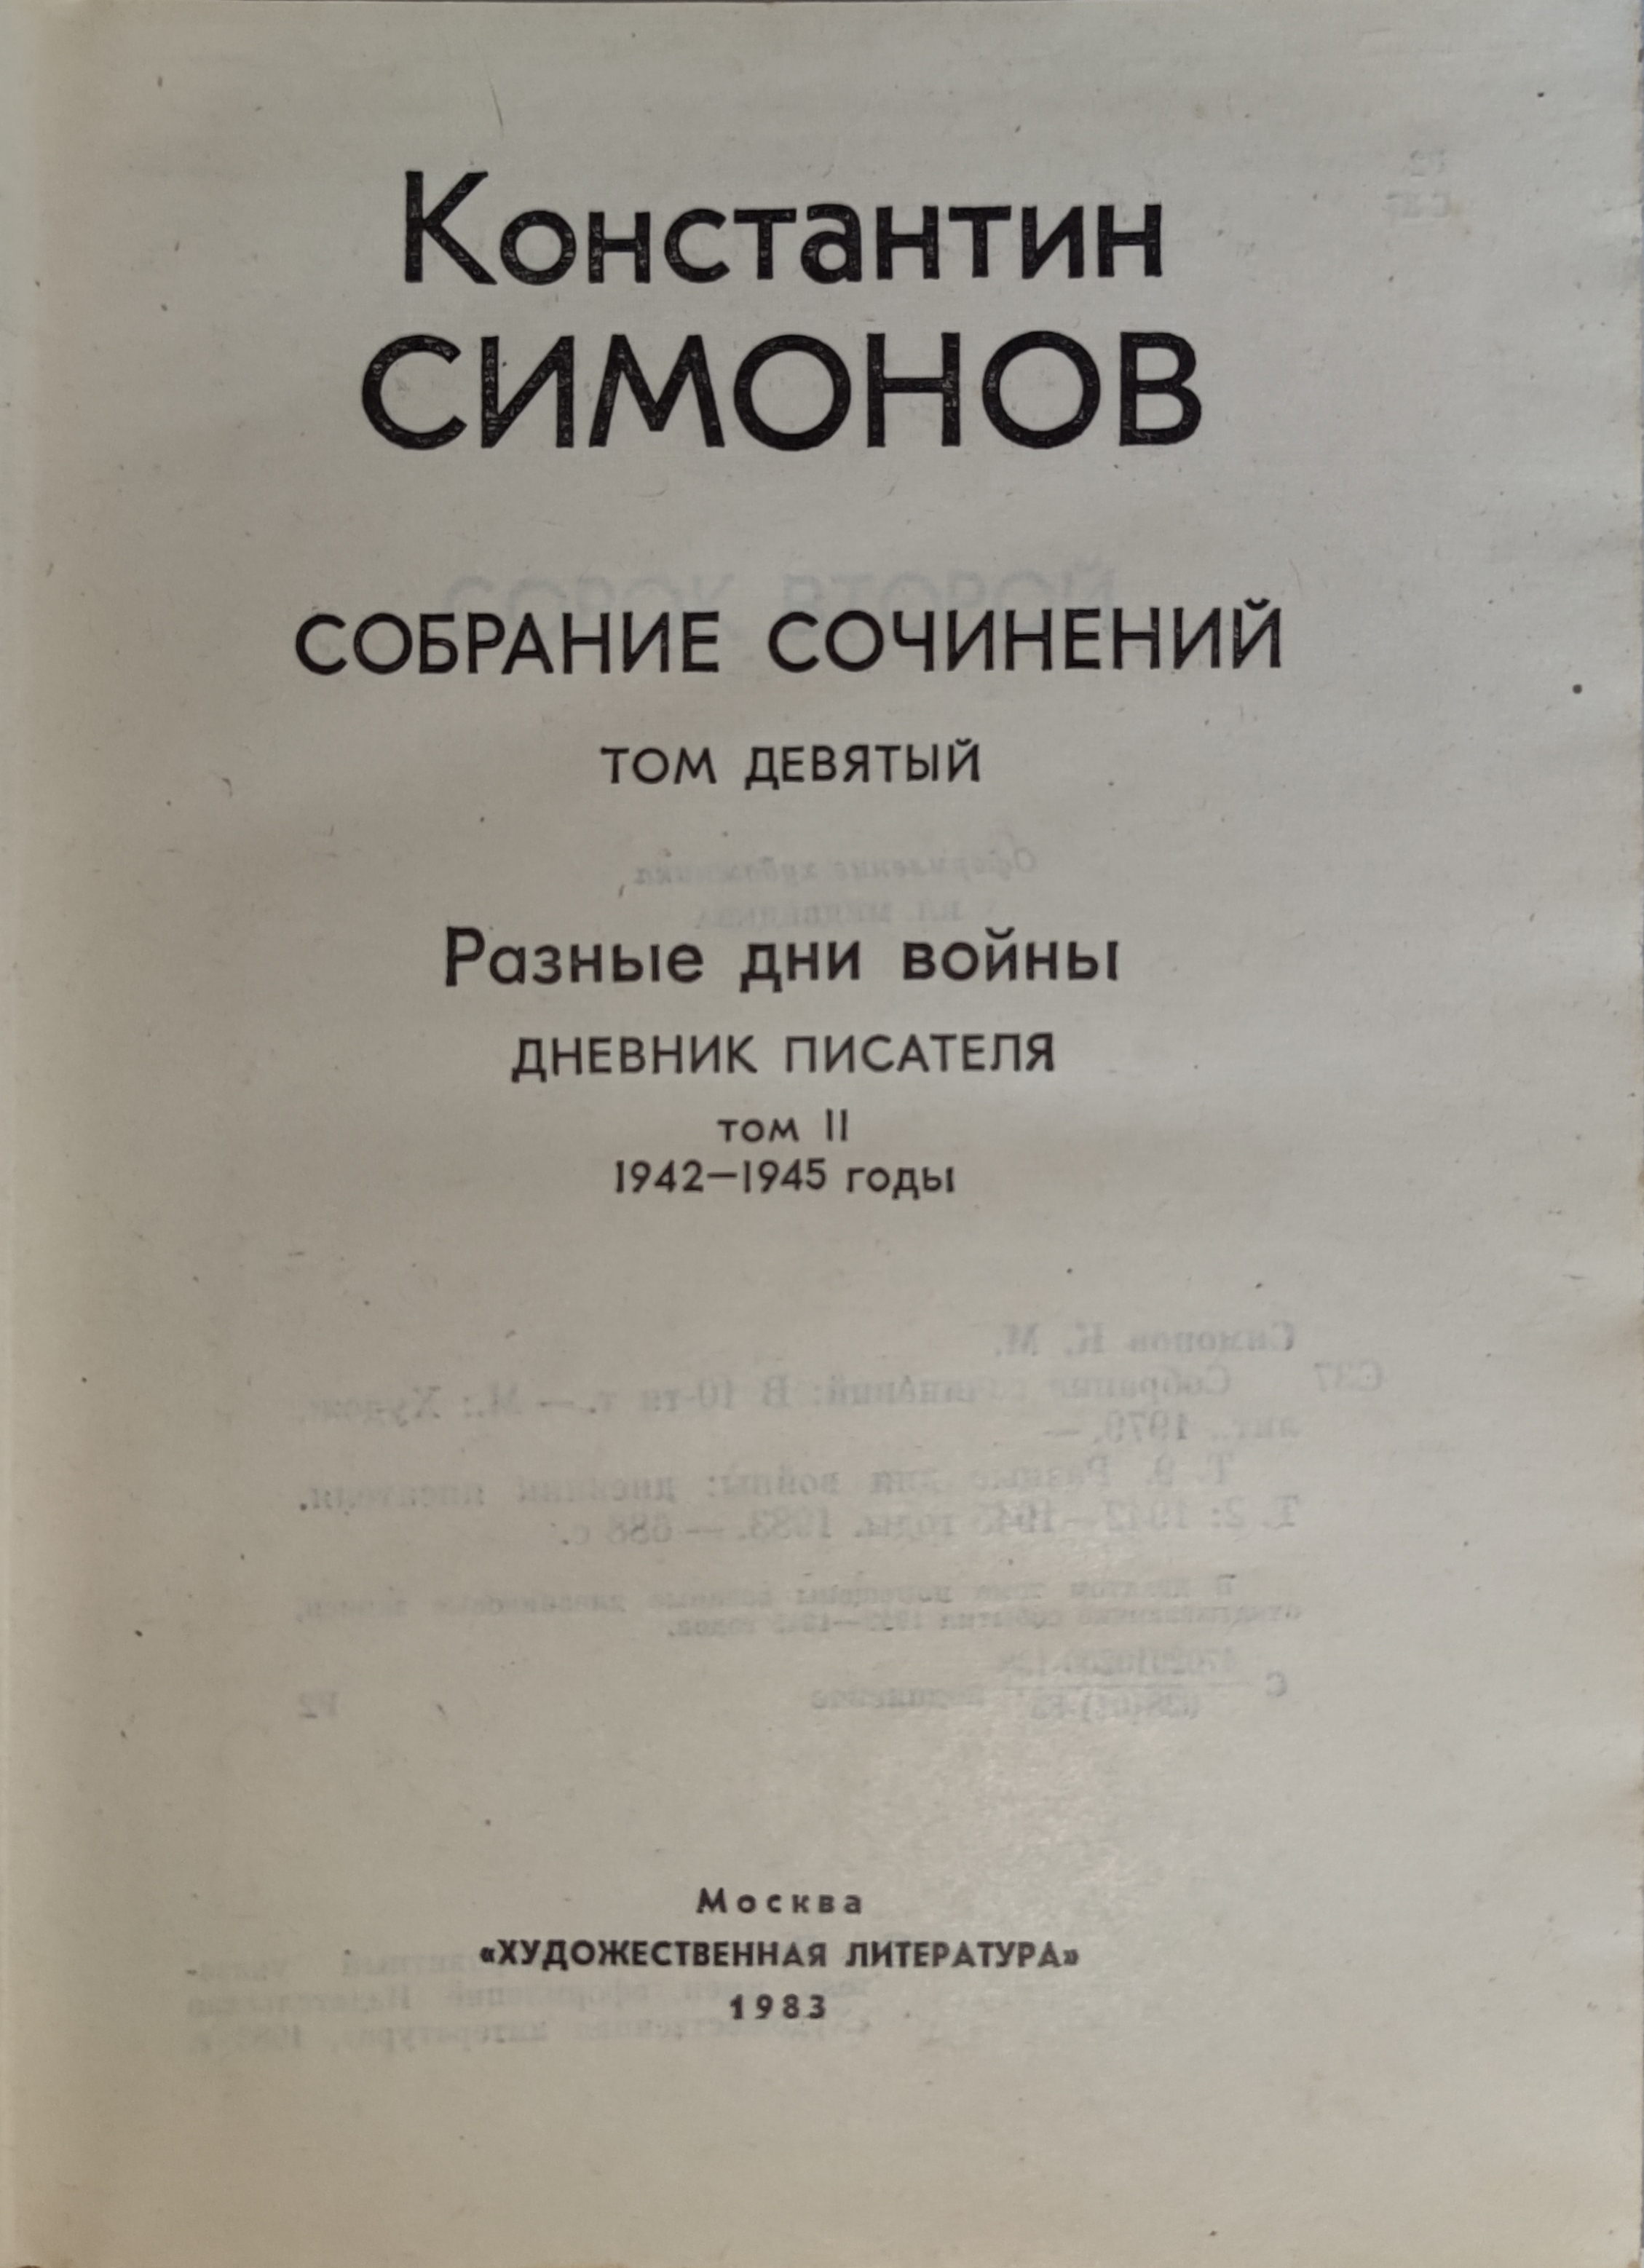 Константин
СИМОНОВ
СОБРАНИЕ СОЧИНЕНИЙ
ТОМ ДЕВЯТЫЙ
Разные дни войны
ДНЕВНИК ПИСАТЕЛЯ
том II
1942–1945 годы
Москва
«ХУДОЖЕСТВЕННАЯ ЛИТЕРАТУРА»
1983